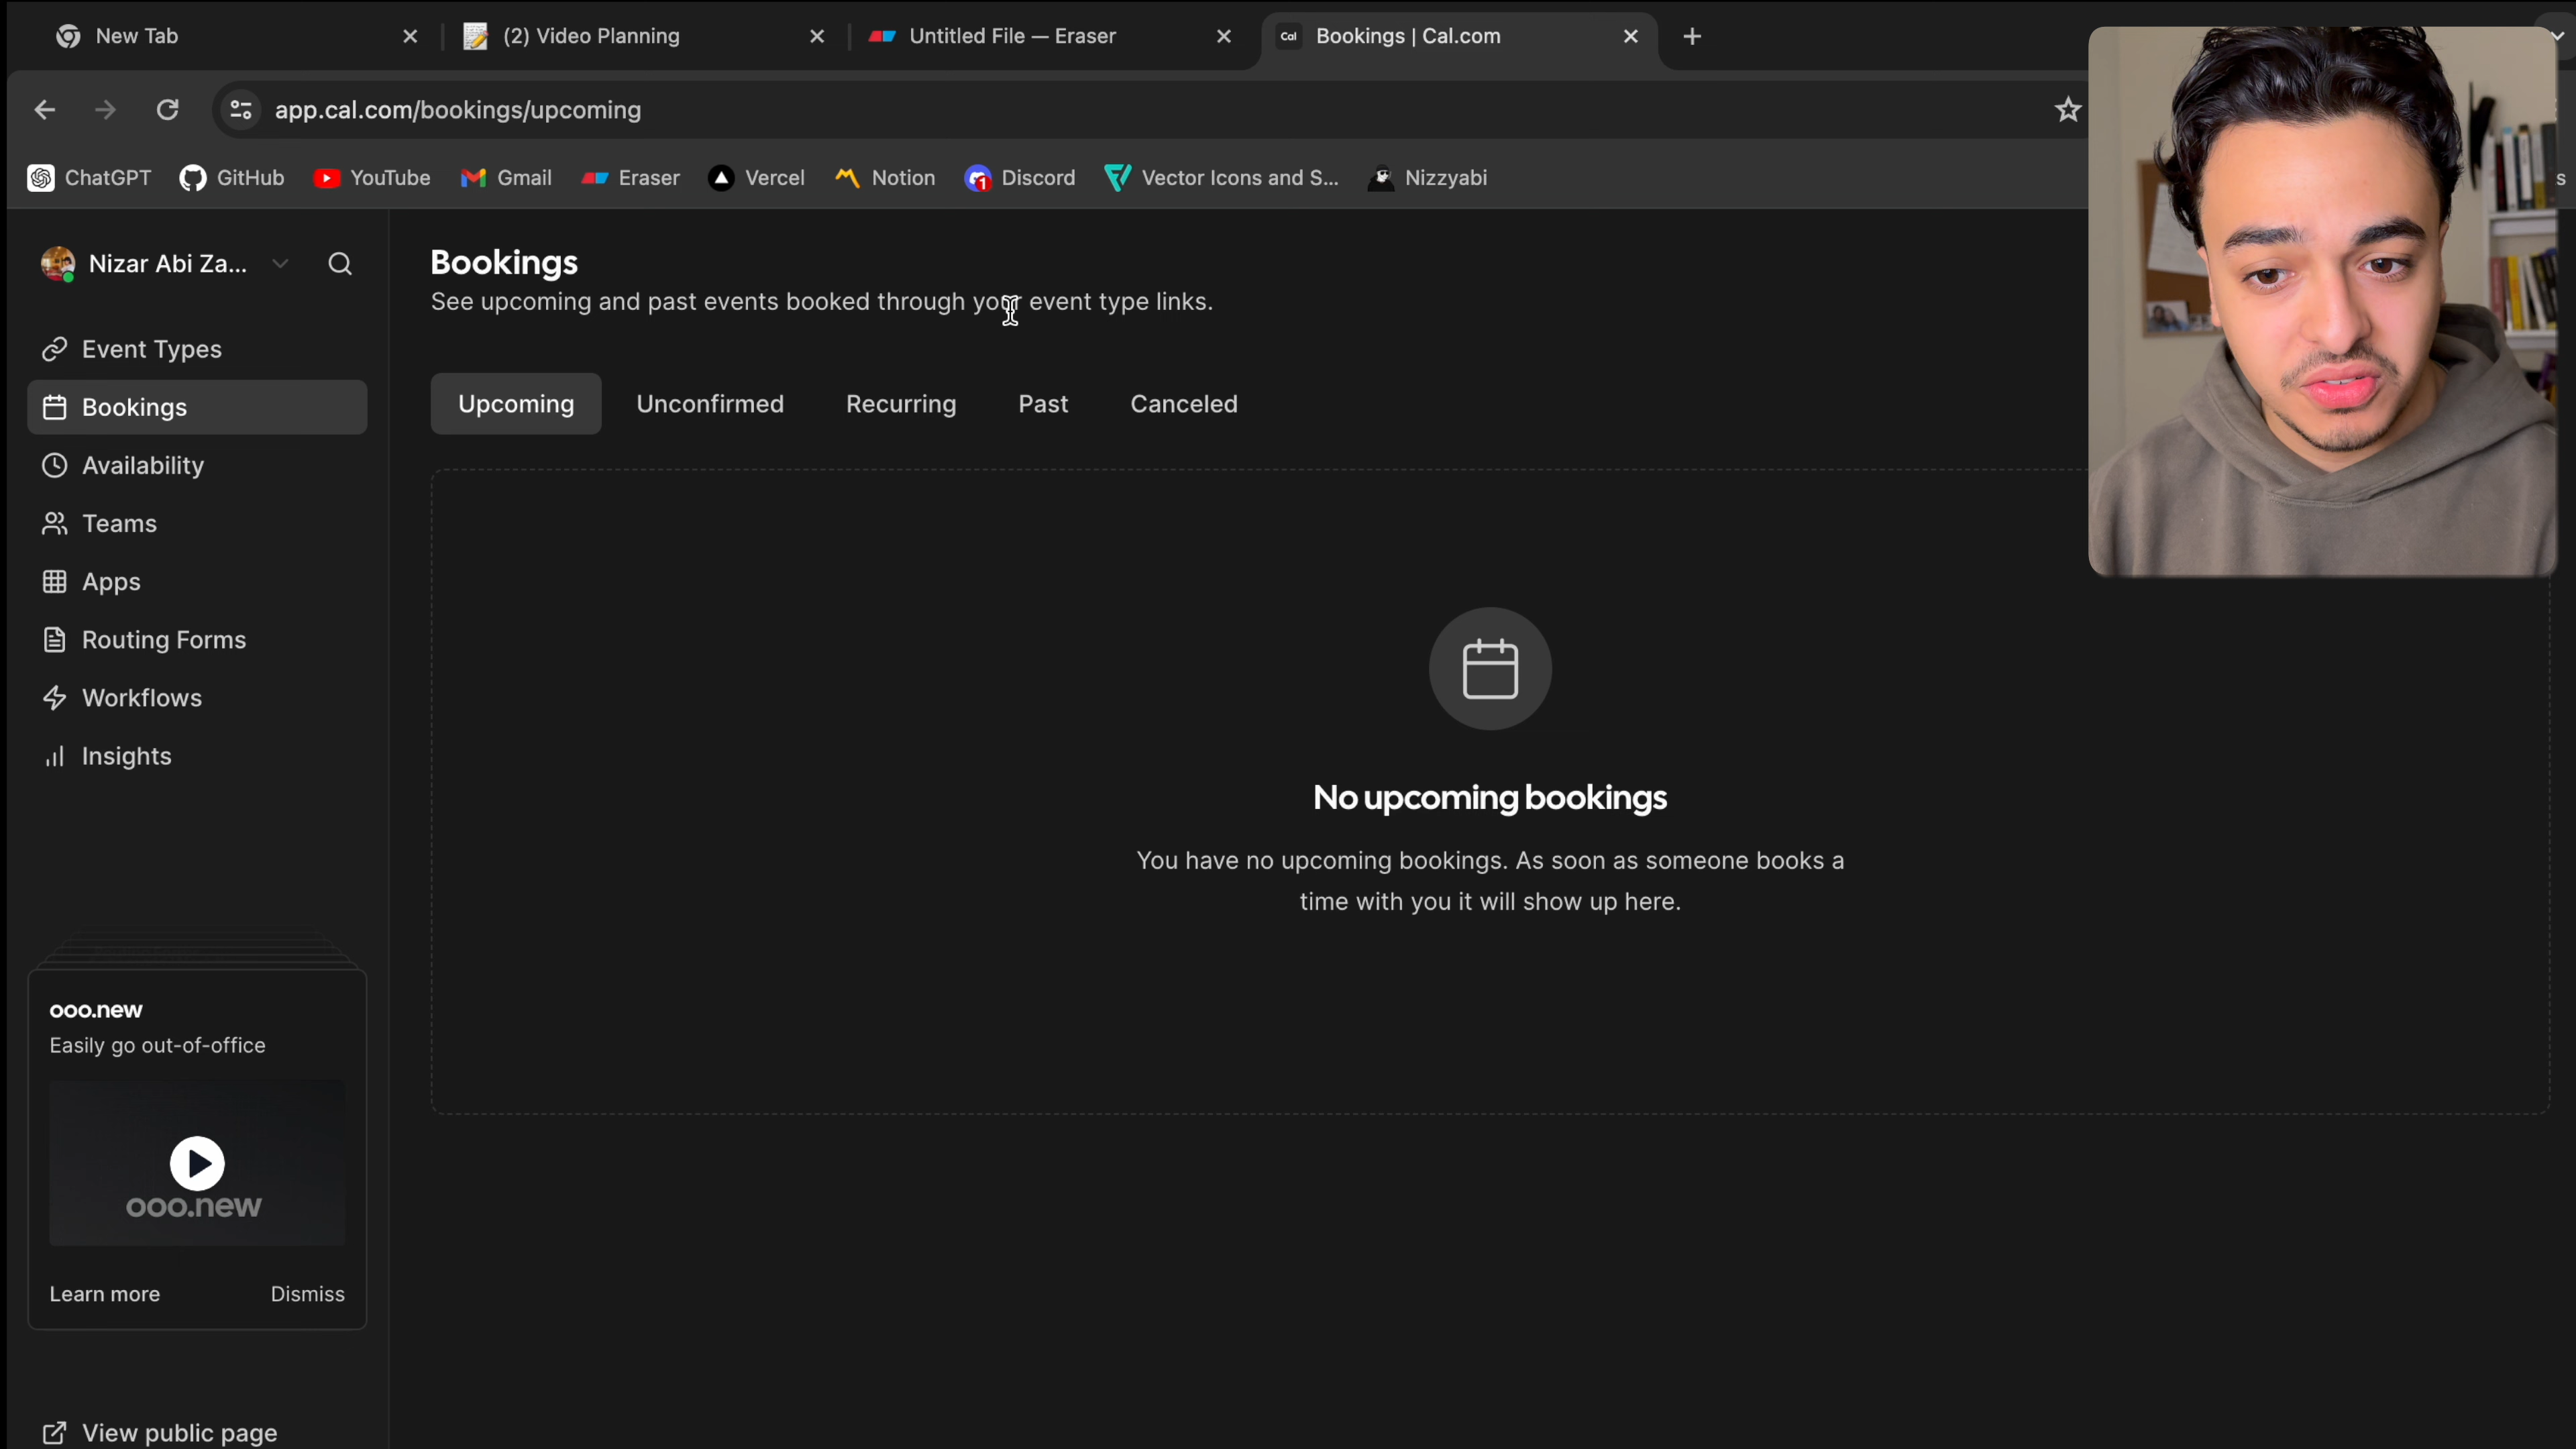 New Tab
(2) Video Planning
Untitled File — Eraser
Cal
Bookings | Cal.com
app.cal.com/bookings/upcoming
ChatGPT
GitHub
YouTube
Gmail
Eraser
Vercel
Notion
1
Discord
Vector Icons and S...
Nizzyabi
s
Nizar Abi Za...
Event Types
Bookings
Availability
Teams
Apps
Routing Forms
Workflows
Insights
ooo.new
Easily go out-of-office
ooo.new
Learn more
Dismiss
View public page
Bookings
See upcoming and past events booked through your event type links.
Upcoming
Unconfirmed
Recurring
Past
Canceled
No upcoming bookings
You have no upcoming bookings. As soon as someone books a
time with you it will show up here.